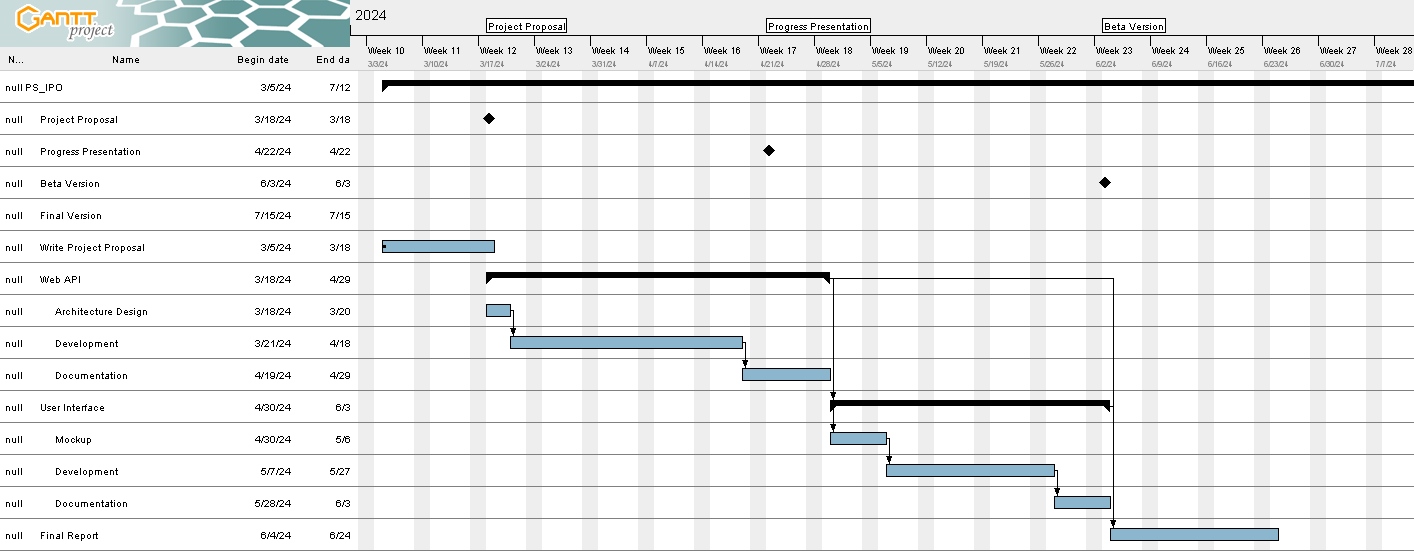 GANTT project
2024
Project Proposal Progress Presentation Beta Version
Week 10 Week 11 Week 12 Week 13 Week 14 Week 15 Week 16 Week 17 Week 18 Week 19 Week 20 Week 21 Week 22 Week 23 Week 24 Week 25 Week 26 Week 27 Week 28
N... Name Begin date End da
3/3/24 3/10/24 3/17/24 3/24/24 3/31/24 4/7/24 4/14/24 4/21/24 4/28/24 5/5/24 5/12/24 5/19/24 5/26/24 6/2/24 6/9/24 6/16/24 6/23/24 6/30/24 7/7/24
null PS_IPO 3/5/24 7/12
null Project Proposal 3/18/24 3/18
null Progress Presentation 4/22/24 4/22
null Beta Version 6/3/24 6/3
null Final Version 7/15/24 7/15
null Write Project Proposal 3/5/24 3/18
null Web API 3/18/24 4/29
null Architecture Design 3/18/24 3/20
null Development 3/21/24 4/18
null Documentation 4/19/24 4/29
null User Interface 4/30/24 6/3
null Mockup 4/30/24 5/6
null Development 5/7/24 5/27
null Documentation 5/28/24 6/3
null Final Report 6/4/24 6/24